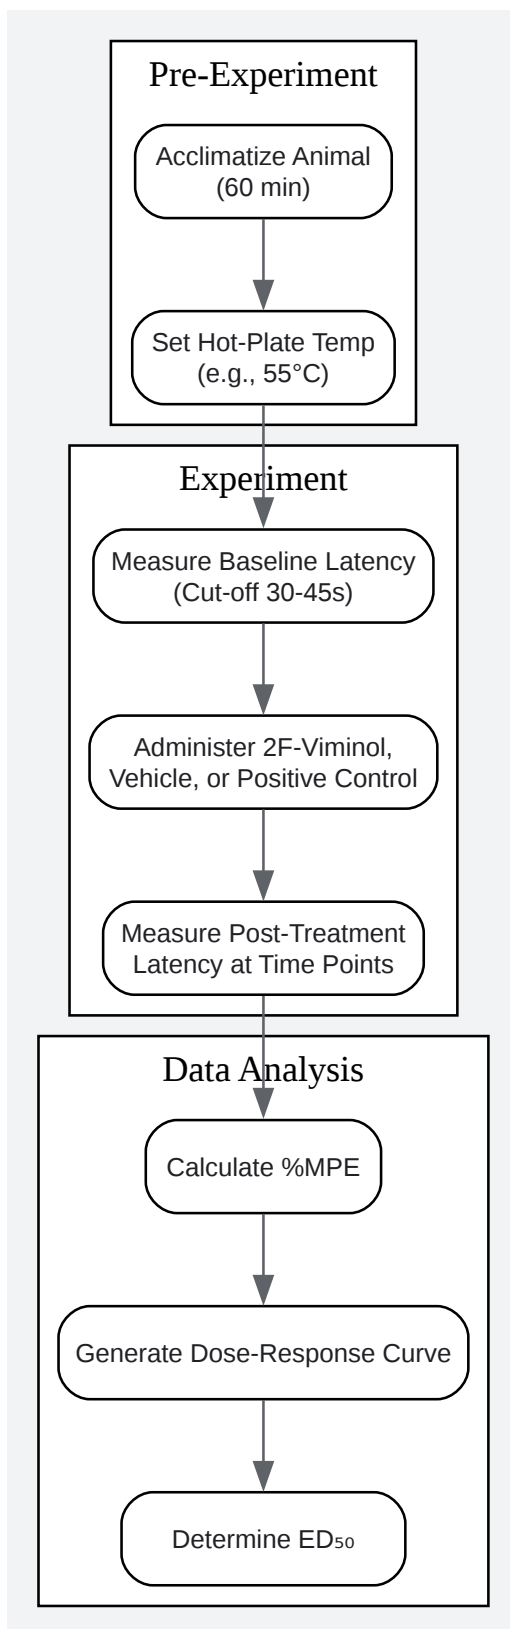 Pre-Experiment
Acclimatize Animal
(60 min)
Set Hot-Plate Temp
(e.g., 55°C)
Experiment
Measure Baseline Latency
(Cut-off 30-45s)
Administer 2F-Viminol,
Vehicle, or Positive Control
Measure Post-Treatment
Latency at Time Points
Data Analysis
Calculate %MPE
Generate Dose-Response Curve
Determine ED₅₀